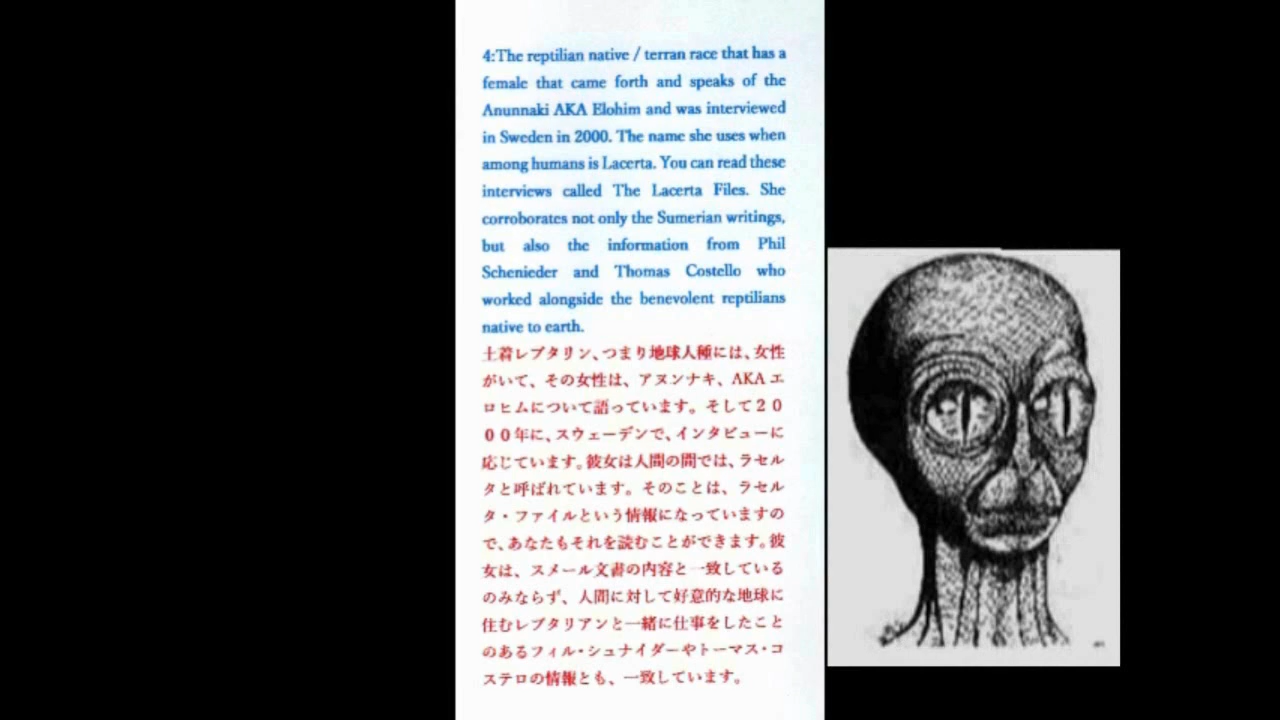 4:The reptilian native / terran race that has a
female that came forth and speaks of the
Anunnaki AKA Elohim and was interviewed
in Sweden in 2000. The name she uses when
among humans is Lacerta. You can read these
interviews called The Lacerta Files. She
corroborates not only the Sumerian writings,
but also the information from Phil
Schenieder and Thomas Costello who
worked alongside the benevolent reptilians
native to earth.
土着レプタリン、つまり地球人種には、女性
がいて、その女性は、アヌンナキ、AKAエ
ロヒムについて語っています。そして２０
００年に、スウェーデンで、インタビューに
応じています。彼女は人間の間では、ラセル
タと呼ばれています。そのことは、ラセル
タ・ファイルという情報になっていますの
で、あなたもそれを読むことができます。彼
女は、スメール文書の内容と一致している
のみならず、人間に対して好意的な地球に
住むレプタリアンと一緒に仕事をしたこと
のあるフィル・シュナイダーやトーマス・コ
ステロの情報とも、一致しています。